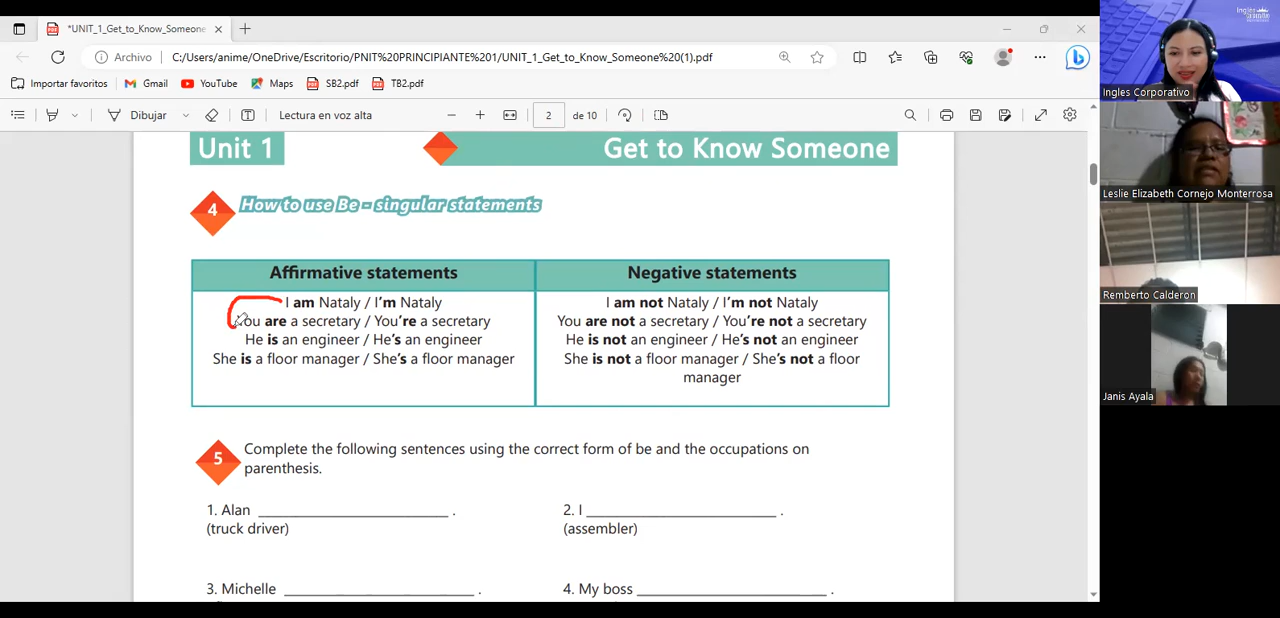 *UNIT_1_Get_to_Know_Someone
Archivo C:/Users/anime/OneDrive/Escritorio/PNIT%20PRINCIPIANTE%201/UNIT_1_Get_to_Know_Someone%20(1).pdf
Importar favoritos Gmail YouTube Maps SB2.pdf TB2.pdf
Dibujar Lectura en voz alta 2 de 10
Unit 1 Get to Know Someone
4 How to use Be - singular statements
Affirmative statements
I am Nataly / I'm Nataly
You are a secretary / You're a secretary
He is an engineer / He's an engineer
She is a floor manager / She's a floor manager
Negative statements
I am not Nataly / I'm not Nataly
You are not a secretary / You're not a secretary
He is not an engineer / He's not an engineer
She is not a floor manager / She's not a floor
manager
5 Complete the following sentences using the correct form of be and the occupations on
parenthesis.
1. Alan ________________________ .
(truck driver)
2. I ________________________ .
(assembler)
3. Michelle ________________________ .
4. My boss ________________________ .
Ingles Corporativo
Leslie Elizabeth Cornejo Monterrosa
Remberto Calderon
Janis Ayala